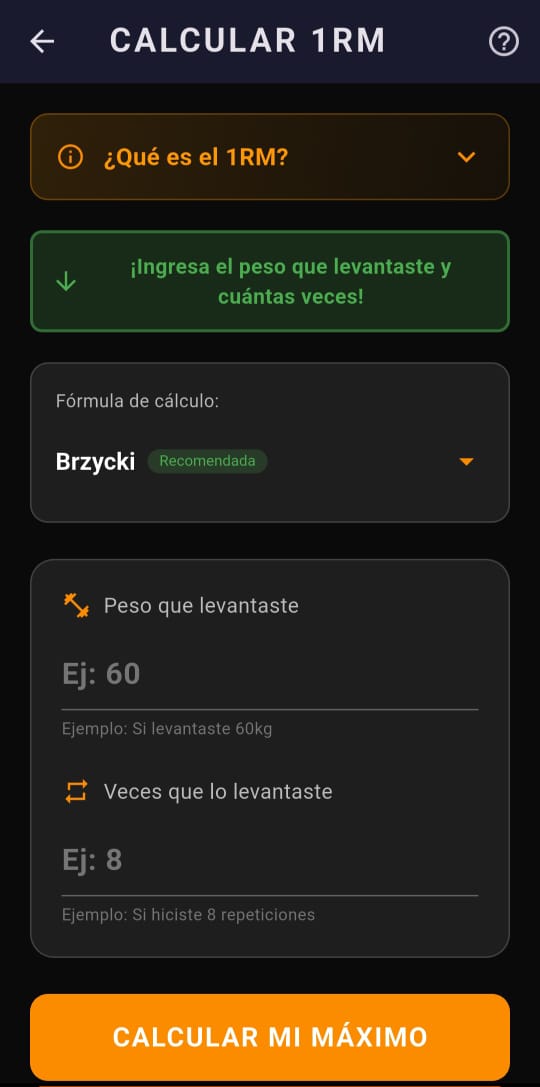 CALCULAR 1RM
¿Qué es el 1RM?
¡Ingresa el peso que levantaste y
cuántas veces!
Fórmula de cálculo:
Brzycki Recomendada
Peso que levantaste
Ej: 60
Ejemplo: Si levantaste 60kg
Veces que lo levantaste
Ej: 8
Ejemplo: Si hiciste 8 repeticiones
CALCULAR MI MÁXIMO